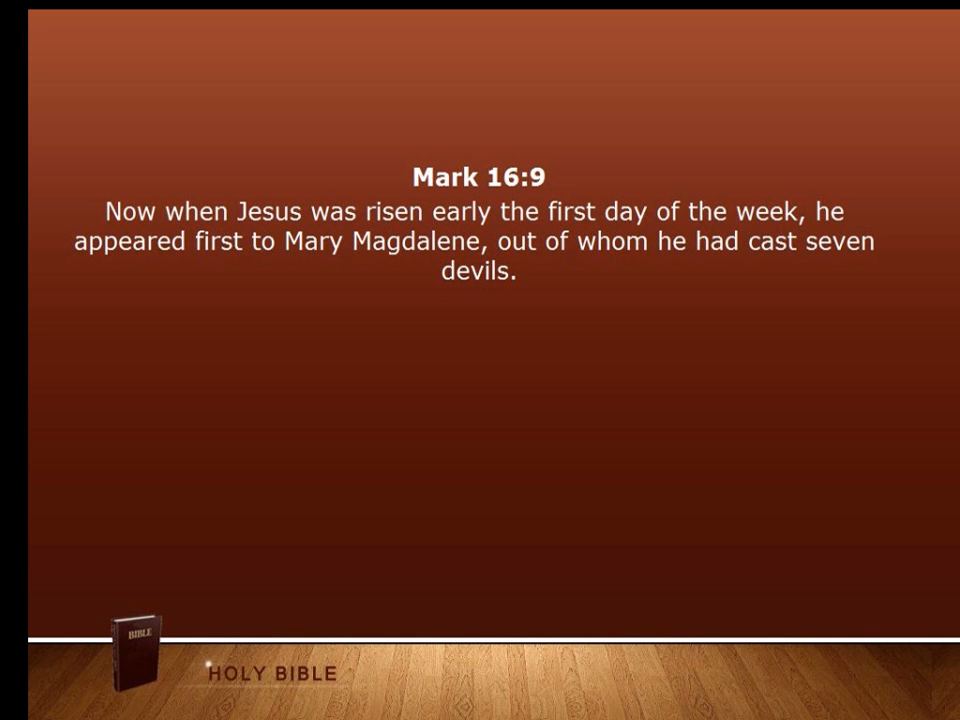 Mark 16:9
Now when Jesus was risen early the first day of the week, he
appeared first to Mary Magdalene, out of whom he had cast seven
devils.
BIBLE
HOLY BIBLE